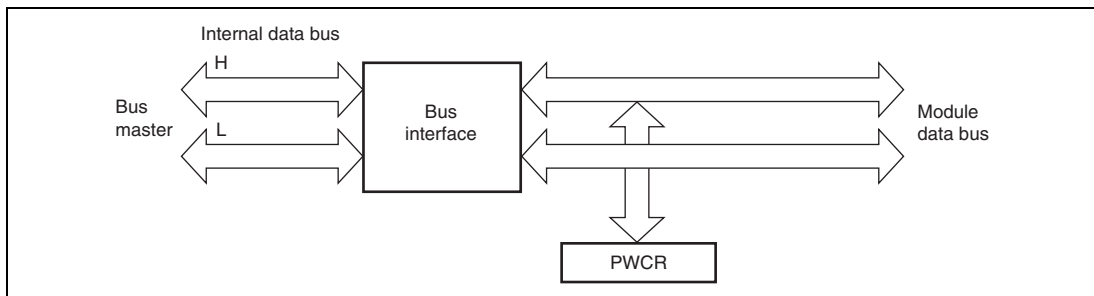 Internal data bus
H
Bus
master
L
Bus
interface
Module
data bus
PWCR